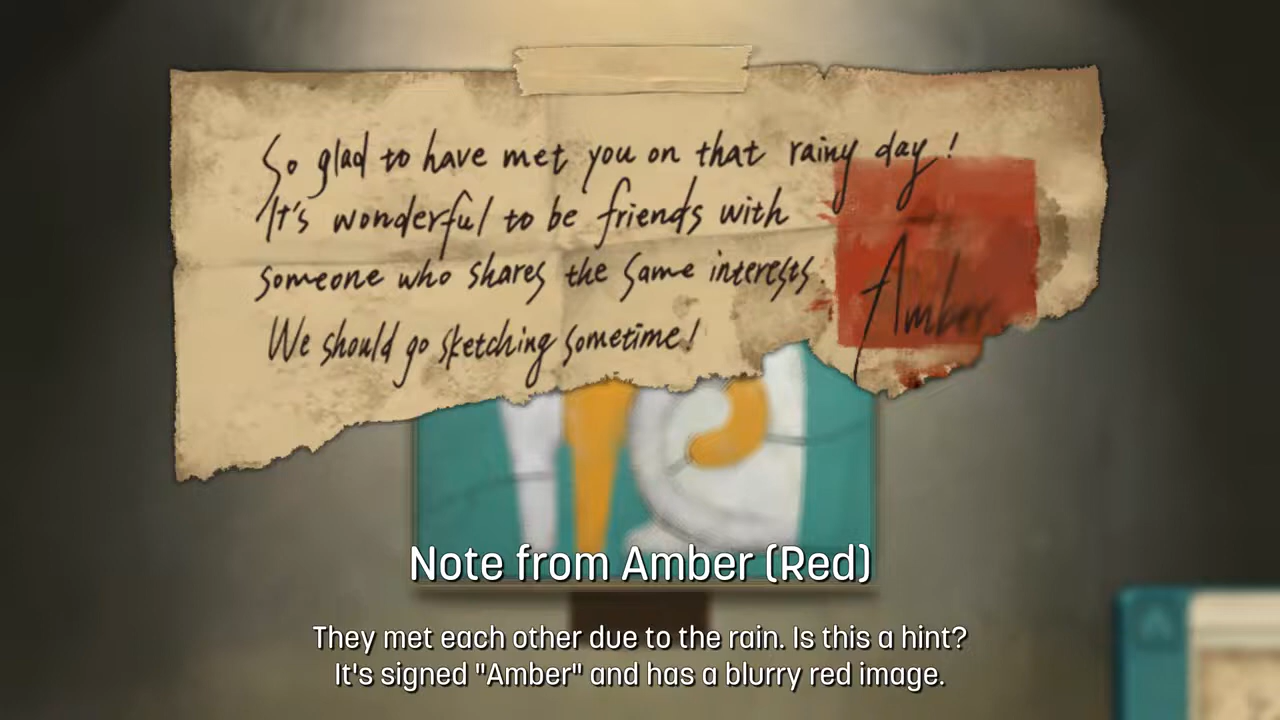 So glad to have met you on that rainy day!
It's wonderful to be friends with
someone who shares the same interests.
We should go sketching sometime!
Amber
Note from Amber (Red)
They met each other due to the rain. Is this a hint?
It's signed "Amber" and has a blurry red image.